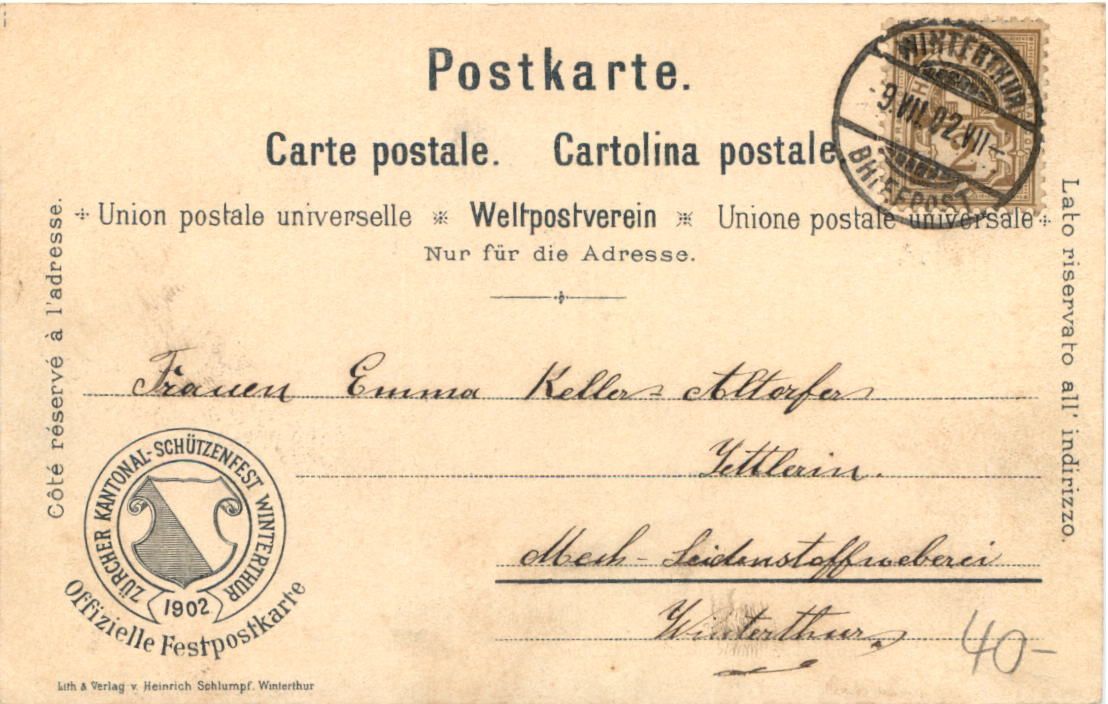 Postkarte.
Carte postale. Cartolina postale.
Union postale universelle Weltpostverein Unione postale universale
Nur für die Adresse.
Côté réservé à l'adresse.
Lato riservato all' indirizzo.
WINTERTHUR
9.VII.02.VII-
BRIEFPOST
Frauen Emma Keller-Altorfer
Zettlerin.
Mech-Seidenstoffweberei
Winterthur
40-
ZÜRCHER KANTONAL-SCHÜTZENFEST WINTERTHUR
1902
Offizielle Festpostkarte
Lith & Verlag v. Heinrich Schlumpf. Winterthur